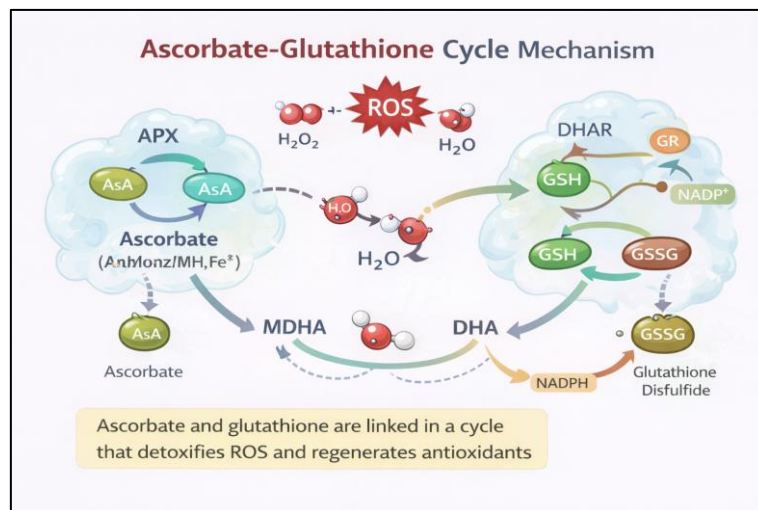 Ascorbate-Glutathione Cycle Mechanism
ROS
H₂O₂
H₂O
APX
AsA
AsA
Ascorbate
DHAR
GR
GSH
NADP⁺
H₂O
H₂O
GSH
GSSG
AsA
Ascorbate
MDHA
DHA
NADPH
GSSG
Glutathione
Disfulfide
Ascorbate and glutathione are linked in a cycle
that detoxifies ROS and regenerates antioxidants